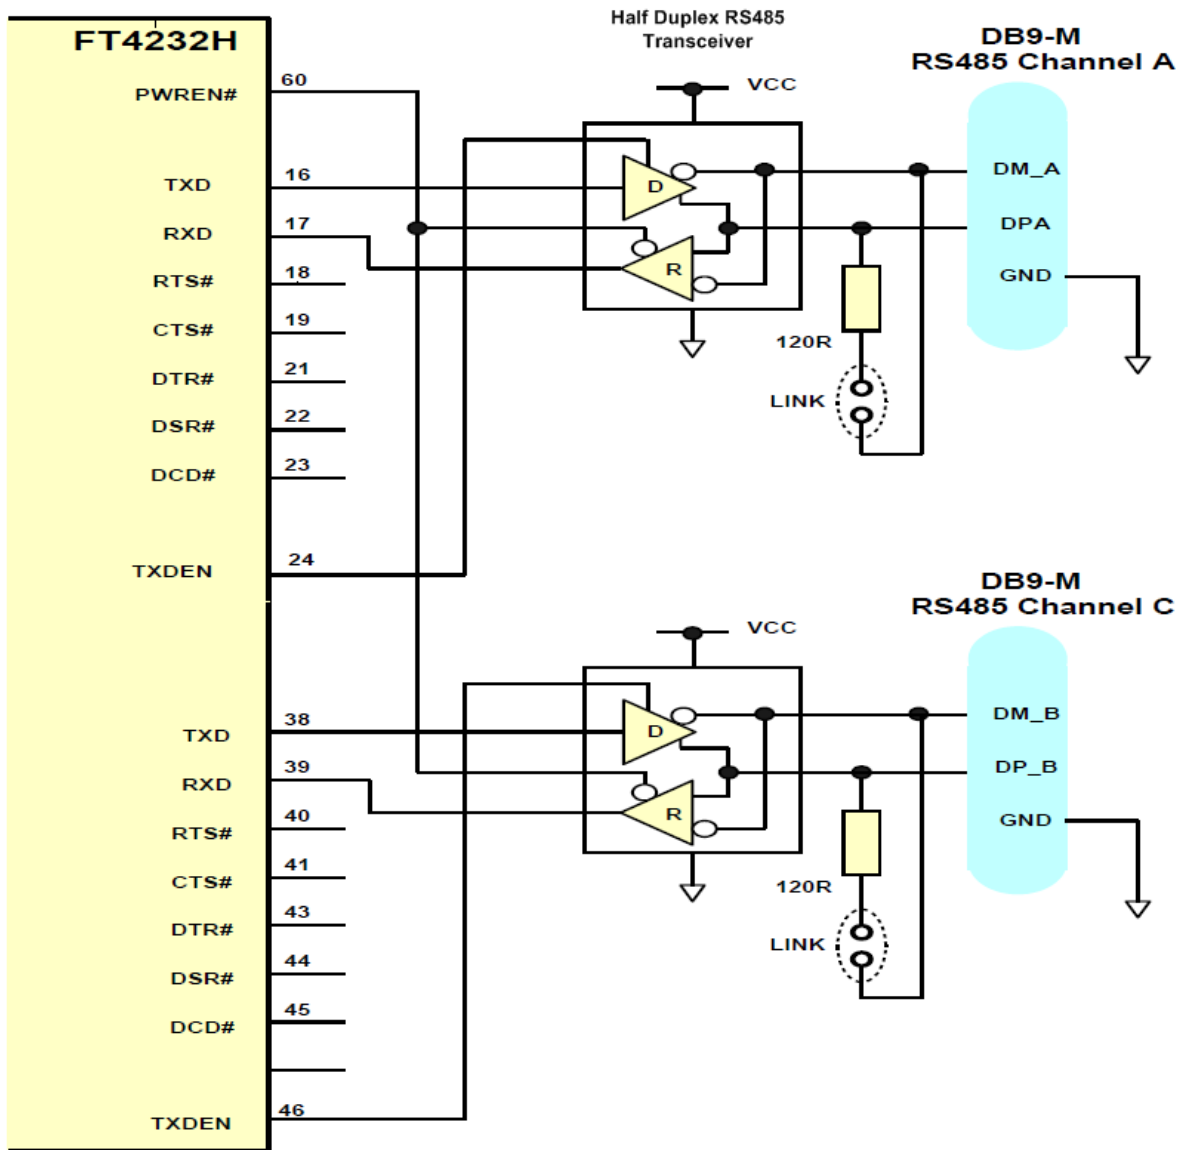 Half Duplex RS485
Transceiver
FT4232H
DB9-M
RS485 Channel A
PWREN#
60
VCC
TXD
16
D
DM_A
RXD
17
DPA
RTS#
18
R
GND
CTS#
19
120R
DTR#
21
LINK
DSR#
22
DCD#
23
TXDEN
24
DB9-M
RS485 Channel C
VCC
TXD
38
D
DM_B
RXD
39
DP_B
RTS#
40
R
GND
CTS#
41
120R
DTR#
43
LINK
DSR#
44
DCD#
45
TXDEN
46